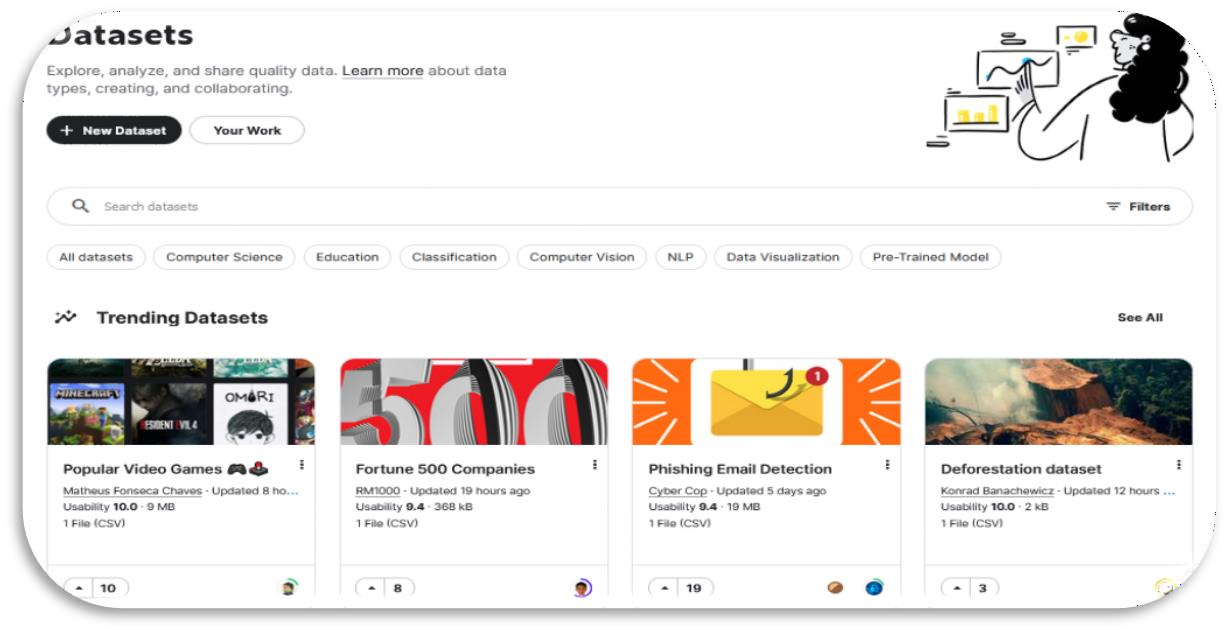 Datasets
Explore, analyze, and share quality data. Learn more about data
types, creating, and collaborating.
+ New Dataset
Your Work
Search datasets
Filters
All datasets
Computer Science
Education
Classification
Computer Vision
NLP
Data Visualization
Pre-Trained Model
Trending Datasets
See All
MINECRAFT
RESIDENT EVIL 4
OMORI
500
1
Popular Video Games 🎮🕹️
Matheus Fonseca Chaves · Updated 8 ho...
Usability 10.0 · 9 MB
1 File (CSV)
10
Fortune 500 Companies
RM1000 · Updated 19 hours ago
Usability 9.4 · 368 kB
1 File (CSV)
8
Phishing Email Detection
Cyber Cop · Updated 5 days ago
Usability 9.4 · 19 MB
1 File (CSV)
19
Deforestation dataset
Konrad Banachewicz · Updated 12 hours ...
Usability 10.0 · 2 kB
1 File (CSV)
3